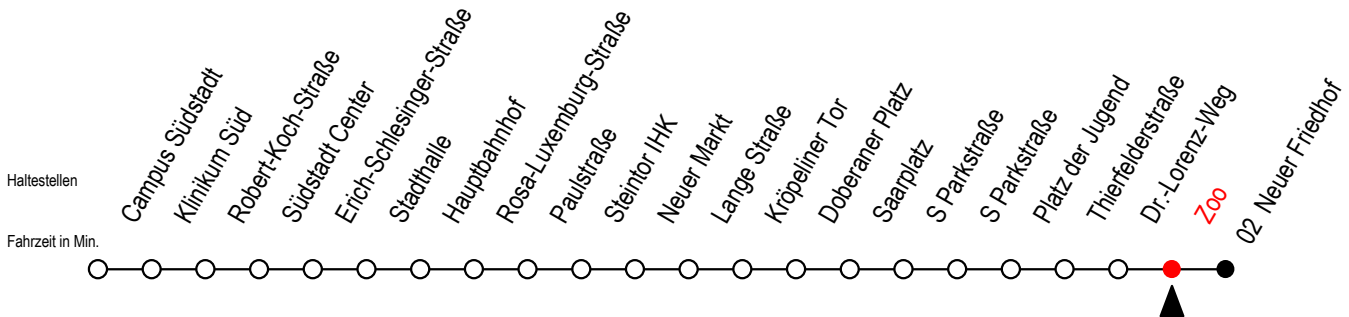 Haltestellen
Fahrzeit in Min.
Campus Südstadt
Klinikum Süd
Robert-Koch-Straße
Südstadt Center
Erich-Schlesinger-Straße
Stadthalle
Hauptbahnhof
Rosa-Luxemburg-Straße
Paulstraße
Steintor IHK
Neuer Markt
Lange Straße
Kröpeliner Tor
Doberaner Platz
Saarplatz
S Parkstraße
S Parkstraße
Platz der Jugend
Thierfelderstraße
Dr.-Lorenz-Weg
Zoo
02 Neuer Friedhof